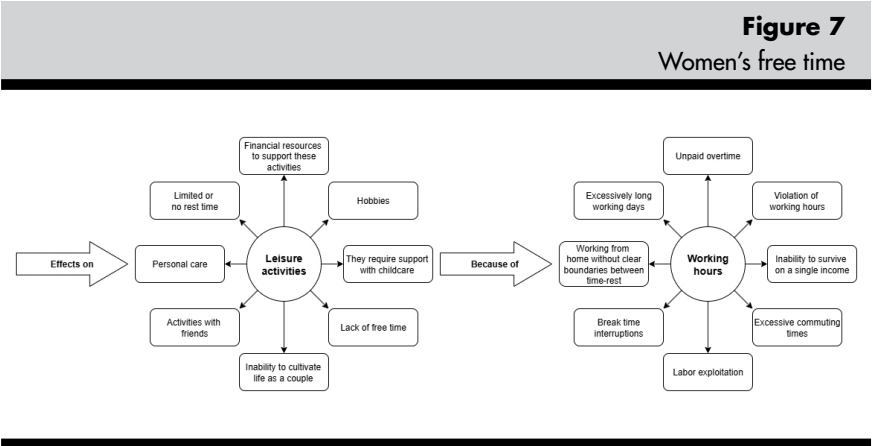 Figure 7
Women's free time
Effects on
Leisure
activities
Financial resources
to support these
activities
Hobbies
They require support
with childcare
Lack of free time
Inability to cultivate
life as a couple
Activities with
friends
Personal care
Limited or
no rest time
Because of
Working
hours
Unpaid overtime
Violation of
working hours
Inability to survive
on a single income
Excessive commuting
times
Labor exploitation
Break time
interruptions
Working from
home without clear
boundaries between
time-rest
Excessively long
working days